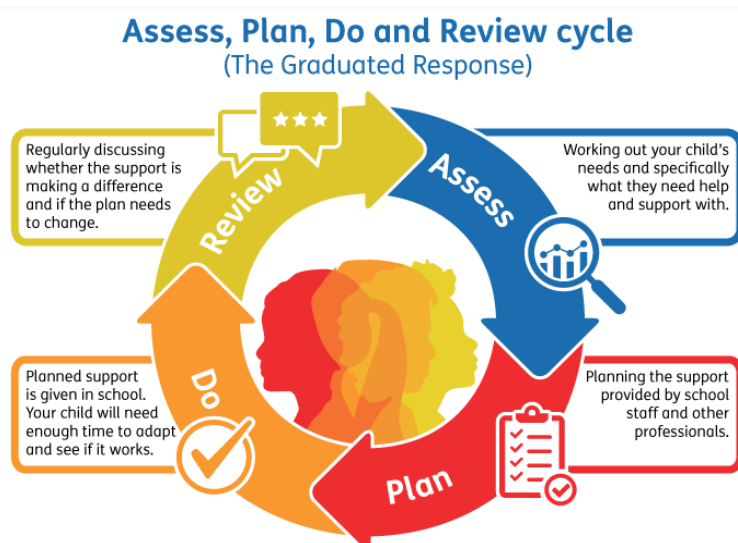 Assess, Plan, Do and Review cycle
(The Graduated Response)
Regularly discussing
whether the support is
making a difference
and if the plan needs
to change.
Review
Assess
Working out your child's
needs and specifically
what they need help
and support with.
Planned support
is given in school.
Your child will need
enough time to adapt
and see if it works.
Do
Plan
Planning the support
provided by school
staff and other
professionals.